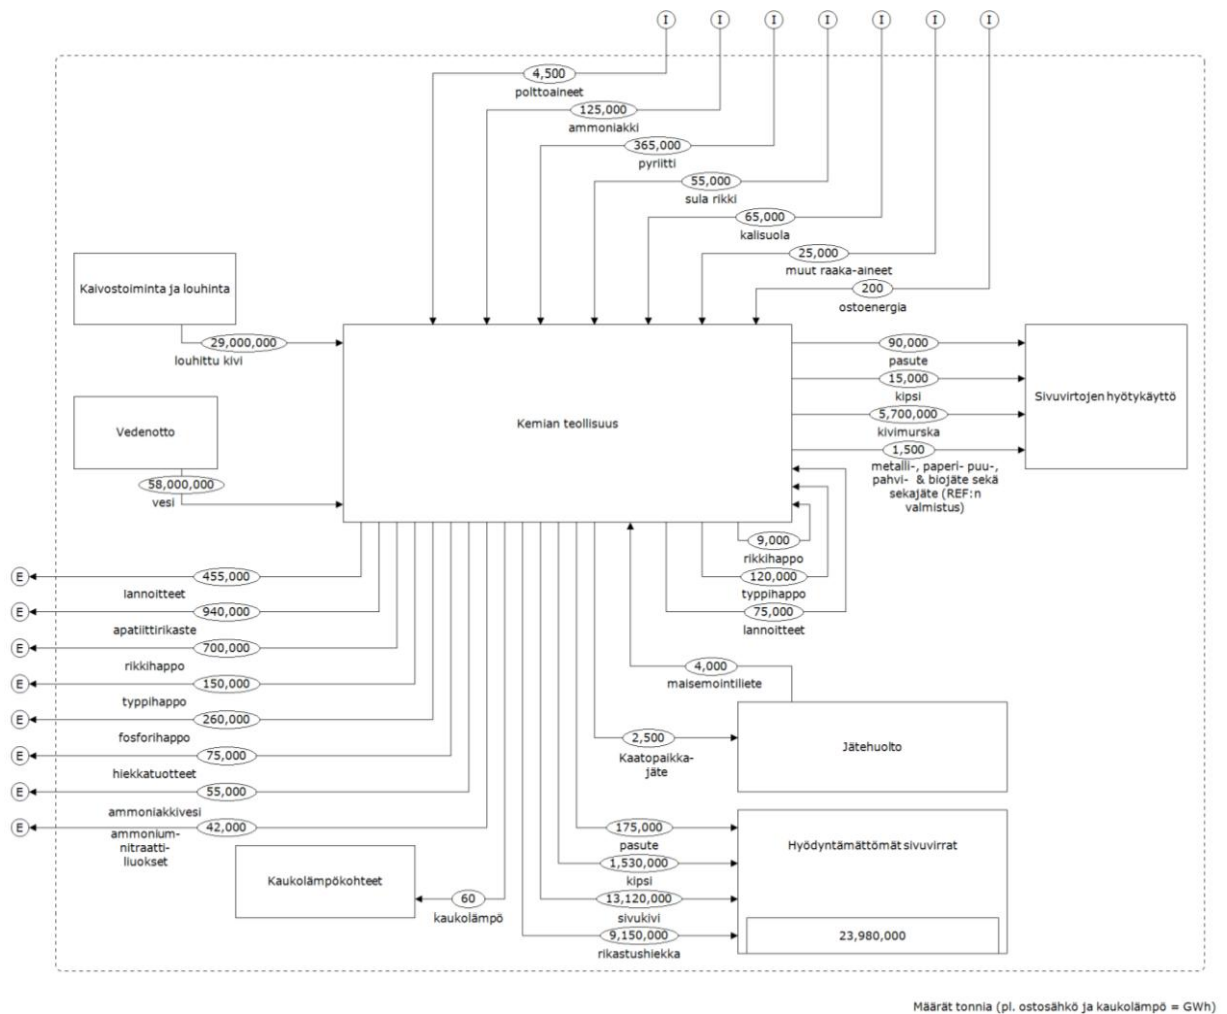 I I I I I I I
4,500
polttoaineet
125,000
ammoniakki
365,000
pyriitti
55,000
sula rikki
65,000
kalisuola
25,000
muut raaka-aineet
200
ostoenergia
Kaivostoiminta ja louhinta
29,000,000
louhittu kivi
Vedenotto
58,000,000
vesi
Kemian teollisuus
90,000
pasute
15,000
kipsi
5,700,000
kivimurska
1,500
metalli-, paperi- puu-,
pahvi- & biojäte sekä
sekajäte (REF:n
valmistus)
Sivuvirtojen hyötykäyttö
9,000
rikkihappo
120,000
typpihappo
75,000
lannoitteet
E 455,000
lannoitteet
E 940,000
apatiittirikaste
E 700,000
rikkihappo
E 150,000
typpihappo
E 260,000
fosforihappo
E 75,000
hiekkatuotteet
E 55,000
ammoniakkivesi
E 42,000
ammonium-
nitraatti-
liuokset
4,000
maisemointiliete
2,500
Kaatopaikka-
jäte
Jätehuolto
Kaukolämpökohteet
60
kaukolämpö
175,000
pasute
1,530,000
kipsi
13,120,000
sivukivi
9,150,000
rikastushiekka
Hyödyntämättömät sivuvirrat
23,980,000
Määrät tonnia (pl. ostosähkö ja kaukolämpö = GWh)